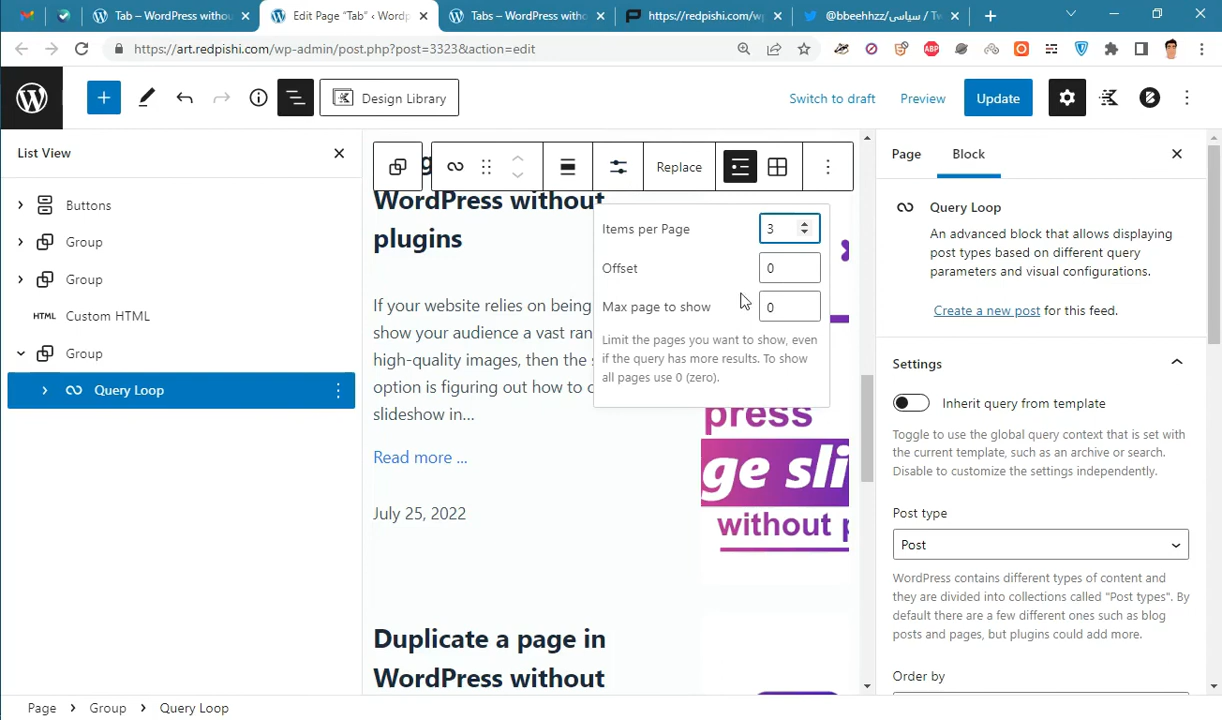 Tab – WordPress withou
Edit Page “Tab” ‹ Wordp
Tabs – WordPress withou
https://redpishi.com/wp
@bbeehhzz / سیاسی / Tw
https://art.redpishi.com/wp-admin/post.php?post=3323&action=edit
ABP
Design Library
Switch to draft
Preview
Update
List View
Buttons
Group
Group
HTML Custom HTML
Group
Query Loop
Replace
WordPress without
plugins
If your website relies on being
show your audience a vast ran
high-quality images, then the s
option is figuring out how to c
slideshow in...
Read more ...
July 25, 2022
Duplicate a page in
WordPress without
Items per Page 3
Offset 0
Max page to show 0
Limit the pages you want to show, even
if the query has more results. To show
all pages use 0 (zero).
press
ge sli
without p
Page Block
Query Loop
An advanced block that allows displaying
post types based on different query
parameters and visual configurations.
Create a new post for this feed.
Settings
Inherit query from template
Toggle to use the global query context that is set with
the current template, such as an archive or search.
Disable to customize the settings independently.
Post type
Post
WordPress contains different types of content and
they are divided into collections called "Post types". By
default there are a few different ones such as blog
posts and pages, but plugins could add more.
Order by
Page > Group > Query Loop